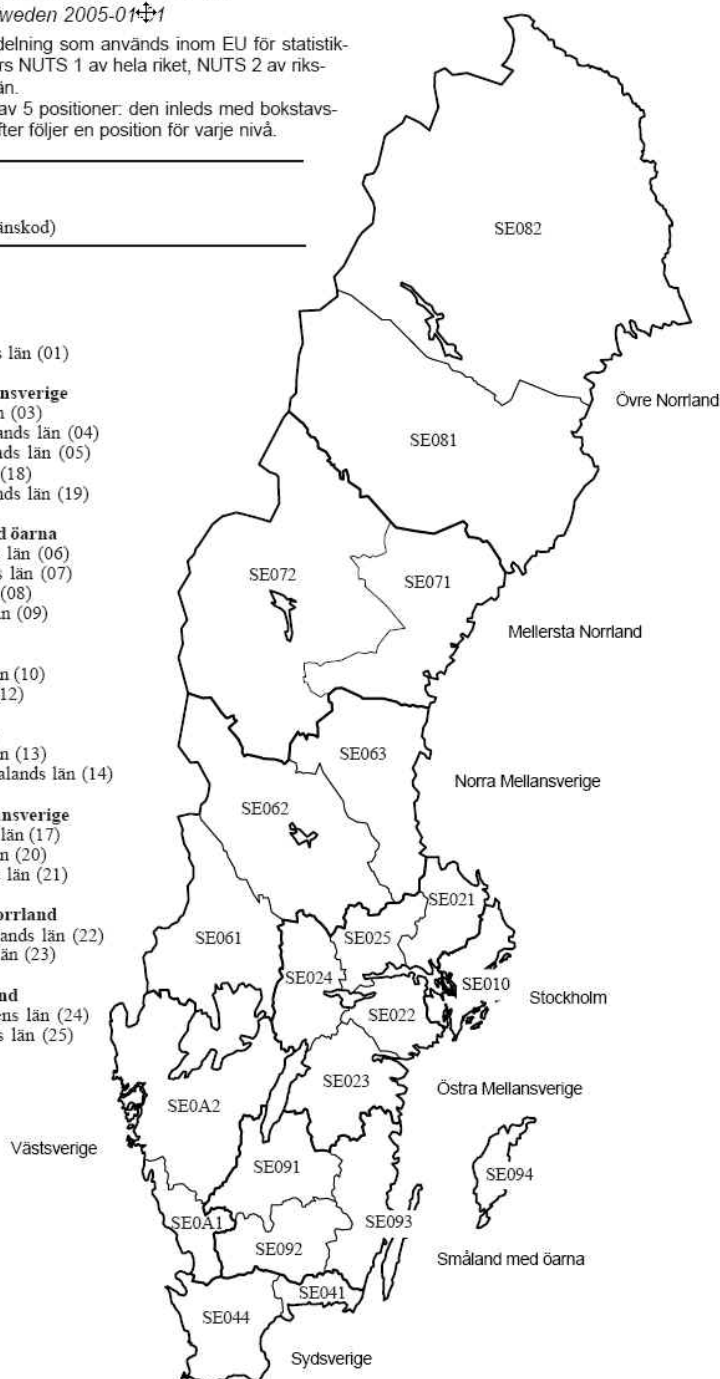 weden 2005-01 1
delning som används inom EU för statistik-
rs NUTS 1 av hela riket, NUTS 2 av riks-
än.
av 5 positioner: den inleds med bokstavs-
fter följer en position för varje nivå.
änskod)
s län (01)
nsverige
n (03)
ands län (04)
ds län (05)
(18)
nds län (19)
d öarna
län (06)
s län (07)
(08)
n (09)
n (10)
12)
n (13)
alands län (14)
nsverige
län (17)
n (20)
län (21)
orrland
ands län (22)
län (23)
nd
ens län (24)
s län (25)
SE082
Övre Norrland
SE081
SE072
SE071
Mellersta Norrland
SE063
Norra Mellansverige
SE062
SE021
SE061
SE025
SE024
SE010
Stockholm
SE022
SE023
Östra Mellansverige
SE0A2
Västsverige
SE091
SE094
SE0A1
SE093
SE092
Småland med öarna
SE041
SE044
Sydsverige